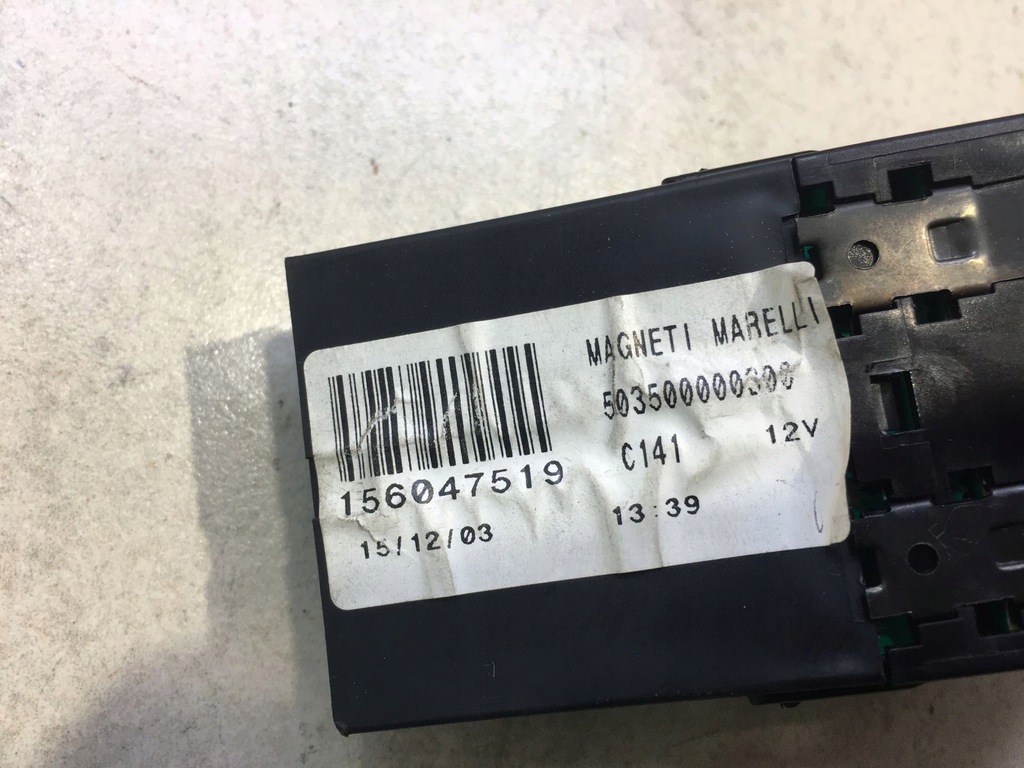 MAGNETI MARELLI
503500000300
C141 12V
156047519
15/12/03 13:39